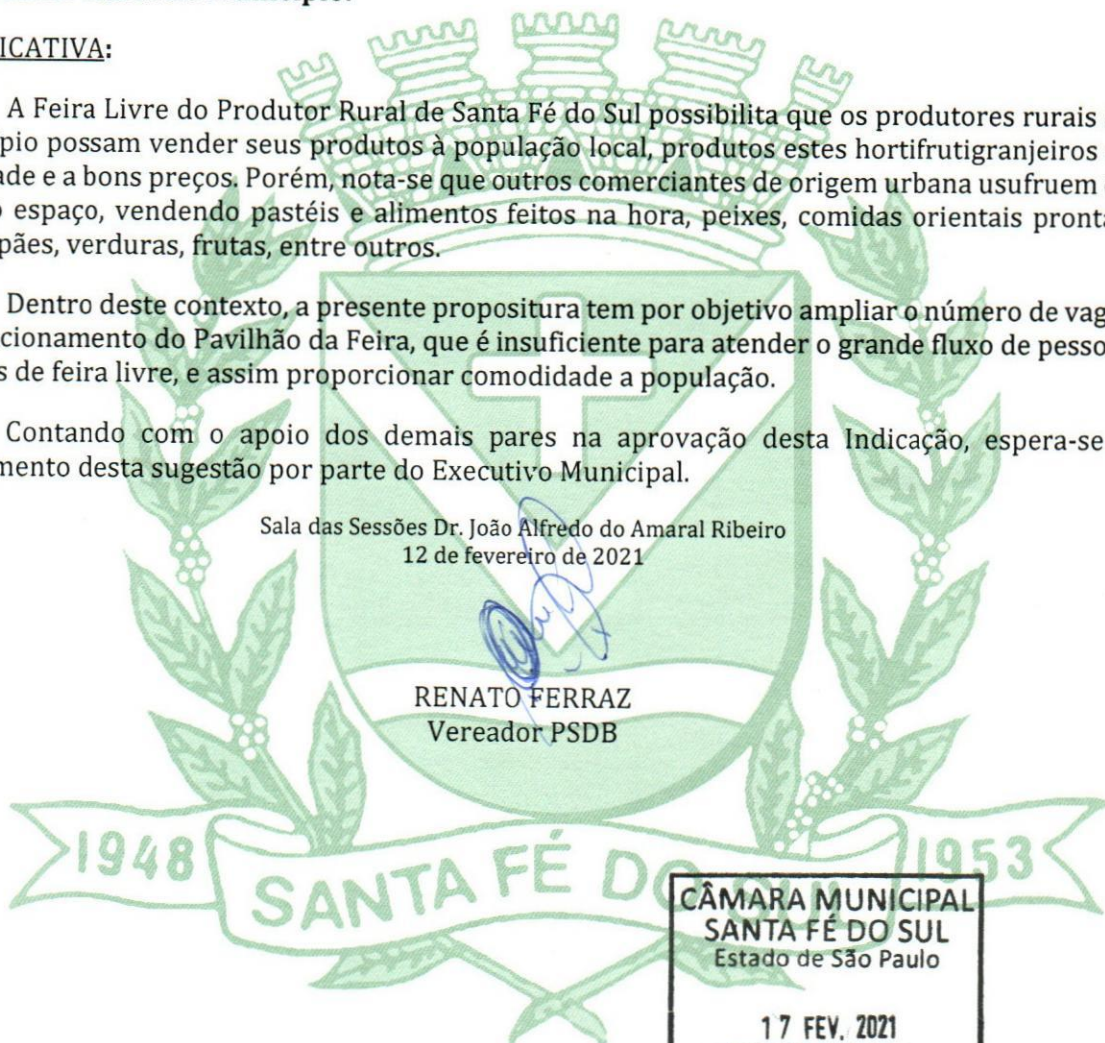 ICATIVA:
A Feira Livre do Produtor Rural de Santa Fé do Sul possibilita que os produtores rurais
pio possam vender seus produtos à população local, produtos estes hortifrutigranjeiros
ade e a bons preços. Porém, nota-se que outros comerciantes de origem urbana usufruem
o espaço, vendendo pastéis e alimentos feitos na hora, peixes, comidas orientais pronta
pães, verduras, frutas, entre outros.
Dentro deste contexto, a presente propositura tem por objetivo ampliar o número de vag
cionamento do Pavilhão da Feira, que é insuficiente para atender o grande fluxo de pesso
s de feira livre, e assim proporcionar comodidade a população.
Contando com o apoio dos demais pares na aprovação desta Indicação, espera-se
mento desta sugestão por parte do Executivo Municipal.
Sala das Sessões Dr. João Alfredo do Amaral Ribeiro
12 de fevereiro de 2021
RENATO FERRAZ
Vereador PSDB
1948 SANTA FÉ DO SUL 1953
CÂMARA MUNICIPAL
SANTA FÉ DO SUL
Estado de São Paulo
17 FEV. 2021